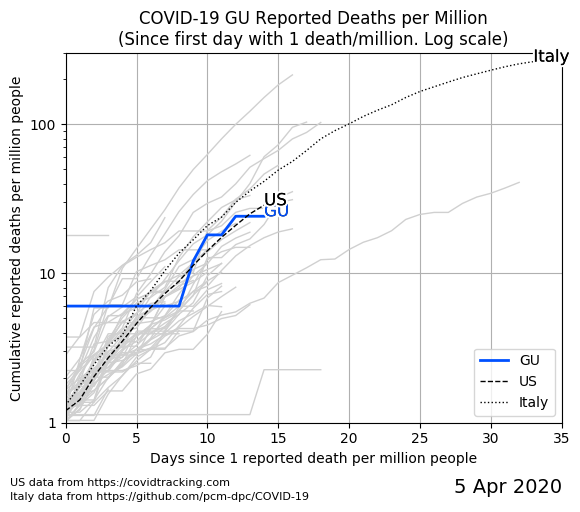 COVID-19 GU Reported Deaths per Million
(Since first day with 1 death/million. Log scale)
Cumulative reported deaths per million people
100
10
1
Italy
US
GU
GU
US
Italy
0 5 10 15 20 25 30 35
Days since 1 reported death per million people
US data from https://covidtracking.com
Italy data from https://github.com/pcm-dpc/COVID-19
5 Apr 2020